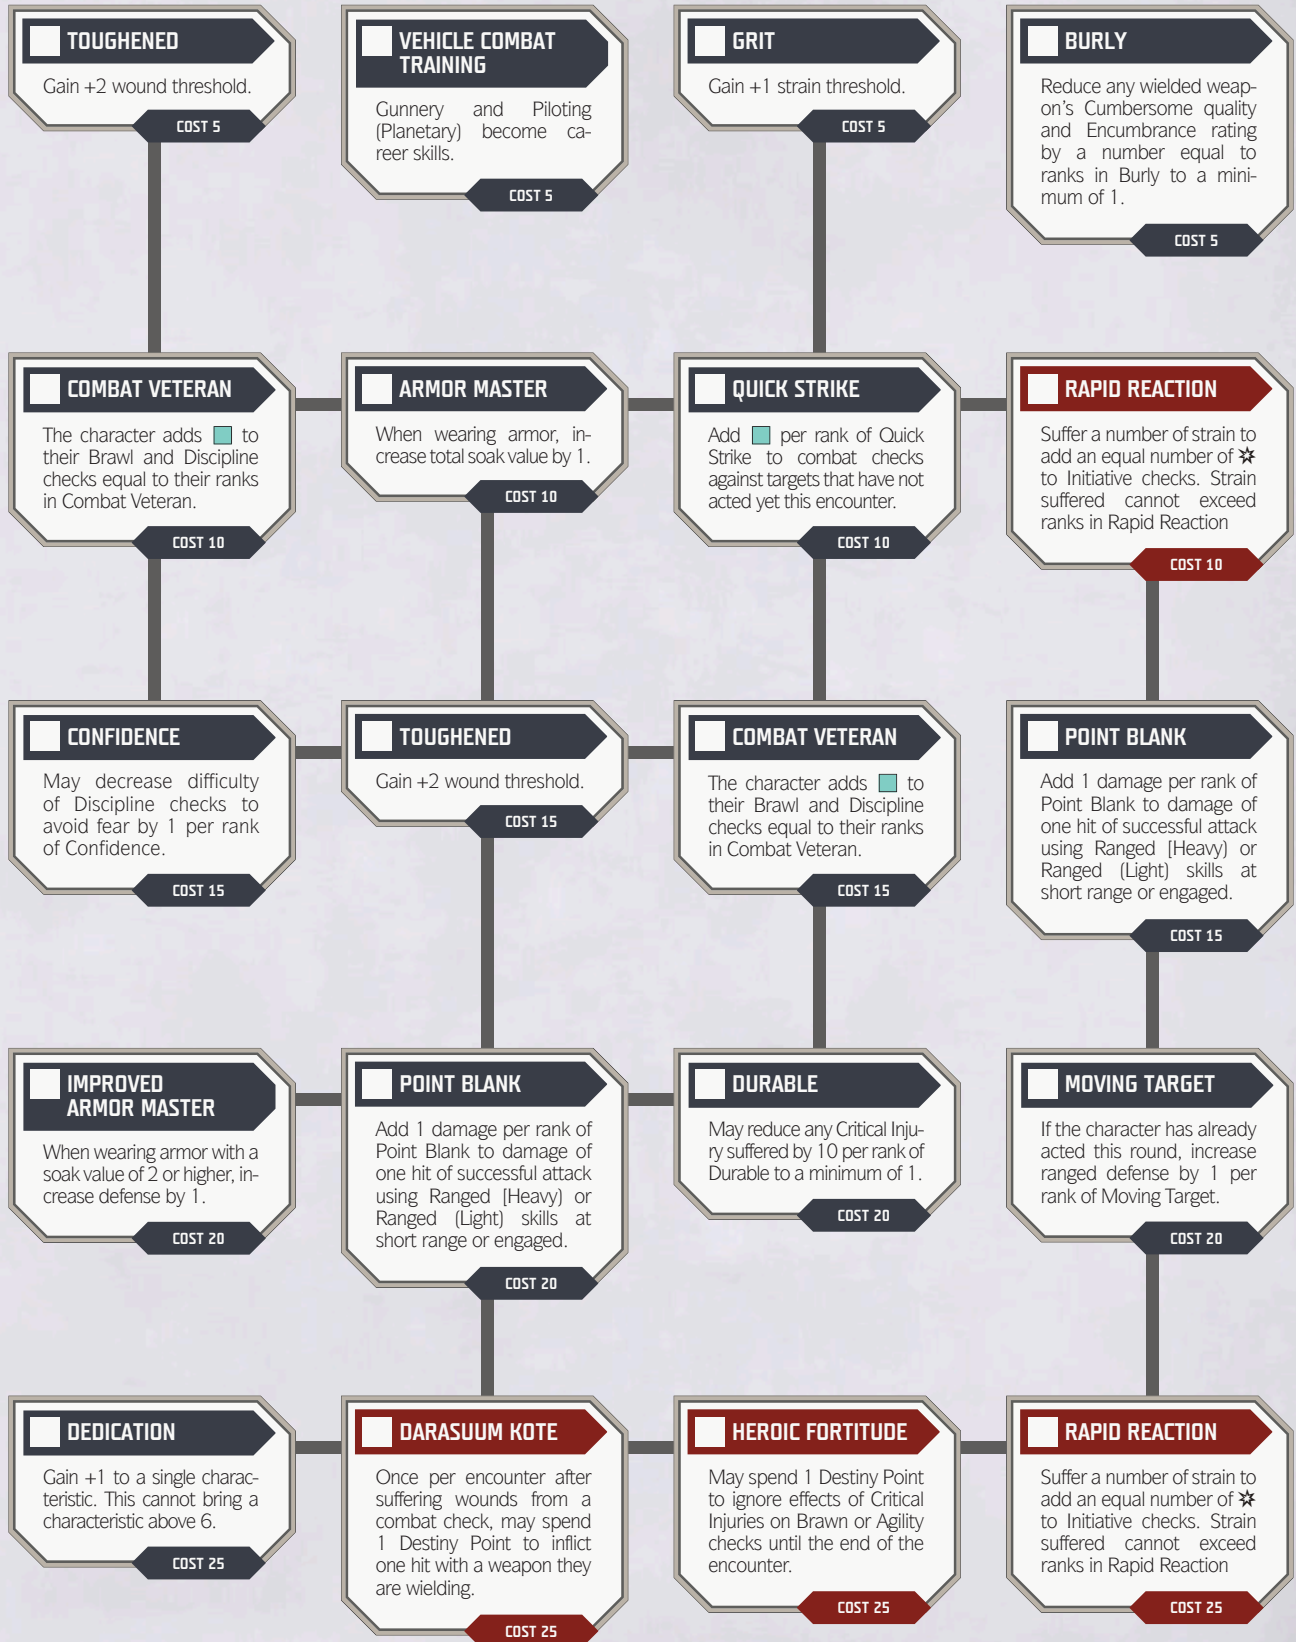 TOUGHENED
Gain +2 wound threshold.
COST 5
VEHICLE COMBAT
TRAINING
Gunnery and Piloting
(Planetary) become ca-
reer skills.
COST 5
GRIT
Gain +1 strain threshold.
COST 5
BURLY
Reduce any wielded weap-
on's Cumbersome quality
and Encumbrance rating
by a number equal to
ranks in Burly to a mini-
mum of 1.
COST 5
COMBAT VETERAN
The character adds to
their Brawl and Discipline
checks equal to their ranks
in Combat Veteran.
COST 10
ARMOR MASTER
When wearing armor, in-
crease total soak value by 1.
COST 10
QUICK STRIKE
Add per rank of Quick
Strike to combat checks
against targets that have not
acted yet this encounter.
COST 10
RAPID REACTION
Suffer a number of strain to
add an equal number of
to Initiative checks. Strain
suffered cannot exceed
ranks in Rapid Reaction
COST 10
CONFIDENCE
May decrease difficulty
of Discipline checks to
avoid fear by 1 per rank
of Confidence.
COST 15
TOUGHENED
Gain +2 wound threshold.
COST 15
COMBAT VETERAN
The character adds to
their Brawl and Discipline
checks equal to their ranks
in Combat Veteran.
COST 15
POINT BLANK
Add 1 damage per rank of
Point Blank to damage of
one hit of successful attack
using Ranged [Heavy) or
Ranged (Light) skills at
short range or engaged.
COST 15
IMPROVED
ARMOR MASTER
When wearing armor with a
soak value of 2 or higher, in-
crease defense by 1.
COST 20
POINT BLANK
Add 1 damage per rank of
Point Blank to damage of
one hit of successful attack
using Ranged [Heavy) or
Ranged (Light) skills at
short range or engaged.
COST 20
DURABLE
May reduce any Critical Inju-
ry suffered by 10 per rank of
Durable to a minimum of 1.
COST 20
MOVING TARGET
If the character has already
acted this round, increase
ranged defense by 1 per
rank of Moving Target.
COST 20
DEDICATION
Gain +1 to a single charac-
teristic. This cannot bring a
characteristic above 6.
COST 25
DARASUUM KOTE
Once per encounter after
suffering wounds from a
combat check, may spend
1 Destiny Point to inflict
one hit with a weapon they
are wielding.
COST 25
HEROIC FORTITUDE
May spend 1 Destiny Point
to ignore effects of Critical
Injuries on Brawn or Agility
checks until the end of the
encounter.
COST 25
RAPID REACTION
Suffer a number of strain to
add an equal number of
to Initiative checks. Strain
suffered cannot exceed
ranks in Rapid Reaction
COST 25